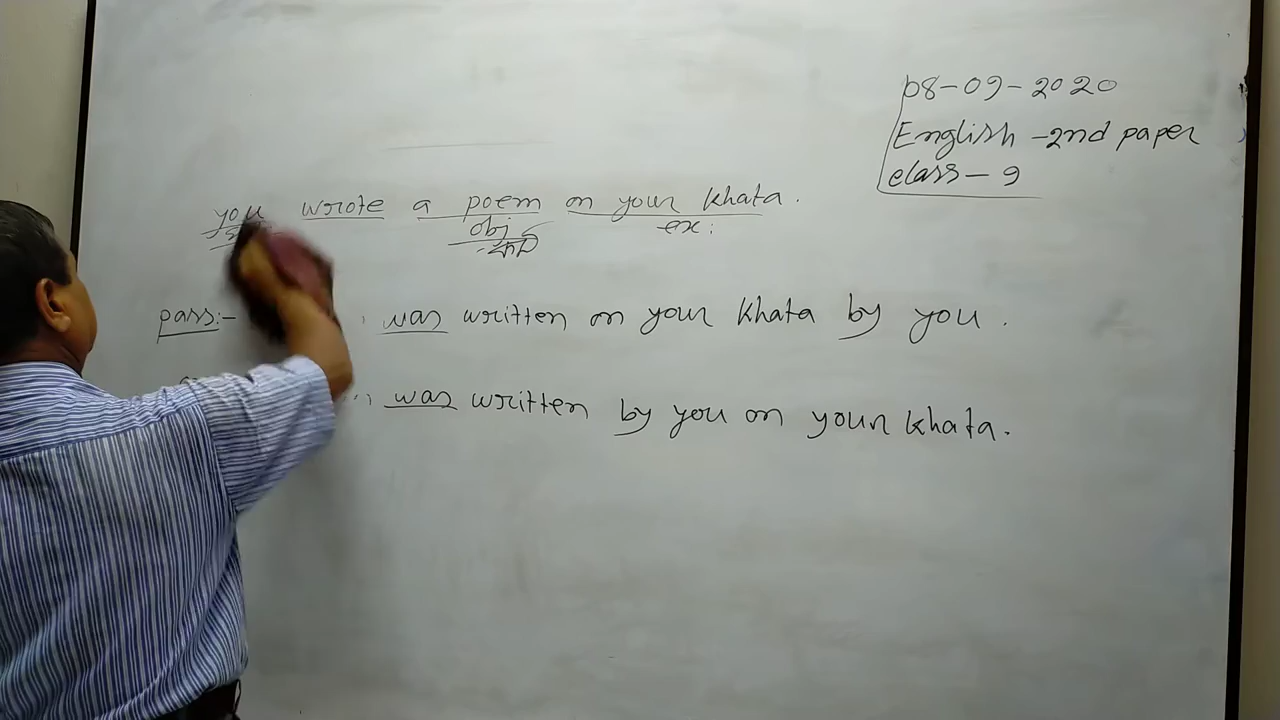 08-09-2020
English -2nd paper
class - 9
you wrote a poem on your khata.
obj ex:
pass:- was written on your khata by you.
was written by you on your khata.